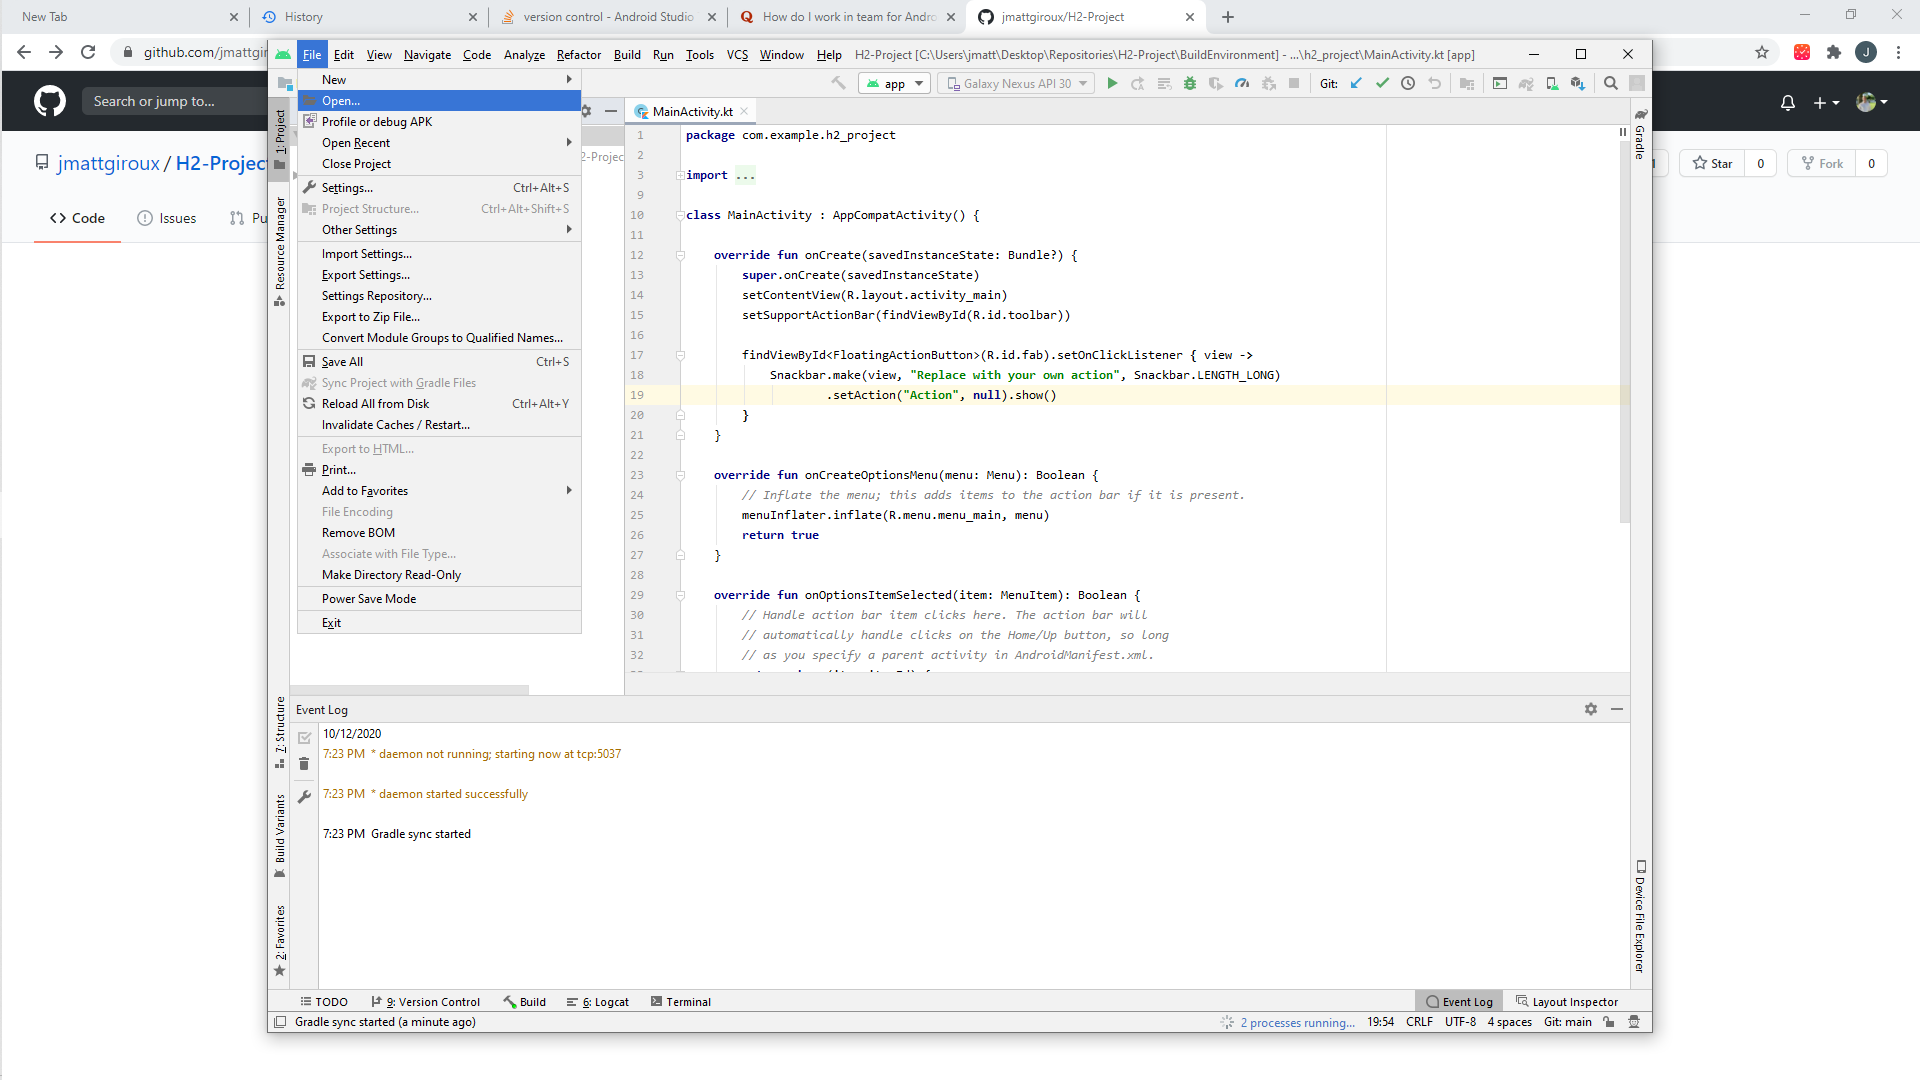 New Tab
History
version control - Android Studio
How do I work in team for Andro
jmattgiroux/H2-Project
github.com/jmattgir
Search or jump to...
jmattgiroux / H2-Project
Code
Issues
Pu
Star 0
Fork 0
File Edit View Navigate Code Analyze Refactor Build Run Tools VCS Window Help
H2-Project [C:\Users\jmatt\Desktop\Repositories\H2-Project\BuildEnvironment] - ...\h2_project\MainActivity.kt [app]
app
Galaxy Nexus API 30
Git:
New
Open...
Profile or debug APK
Open Recent
Close Project
Settings... Ctrl+Alt+S
Project Structure... Ctrl+Alt+Shift+S
Other Settings
Import Settings...
Export Settings...
Settings Repository...
Export to Zip File...
Convert Module Groups to Qualified Names...
Save All Ctrl+S
Sync Project with Gradle Files
Reload All from Disk Ctrl+Alt+Y
Invalidate Caches / Restart...
Export to HTML...
Print...
Add to Favorites
File Encoding
Remove BOM
Associate with File Type...
Make Directory Read-Only
Power Save Mode
Exit
1: Project
Resource Manager
7: Structure
Build Variants
2: Favorites
2-Projec
MainActivity.kt
1 package com.example.h2_project
2
3 import ...
9
10 class MainActivity : AppCompatActivity() {
11
12 override fun onCreate(savedInstanceState: Bundle?) {
13 super.onCreate(savedInstanceState)
14 setContentView(R.layout.activity_main)
15 setSupportActionBar(findViewById(R.id.toolbar))
16
17 findViewById<FloatingActionButton>(R.id.fab).setOnClickListener { view ->
18 Snackbar.make(view, "Replace with your own action", Snackbar.LENGTH_LONG)
19 .setAction("Action", null).show()
20 }
21 }
22
23 override fun onCreateOptionsMenu(menu: Menu): Boolean {
24 // Inflate the menu; this adds items to the action bar if it is present.
25 menuInflater.inflate(R.menu.menu_main, menu)
26 return true
27 }
28
29 override fun onOptionsItemSelected(item: MenuItem): Boolean {
30 // Handle action bar item clicks here. The action bar will
31 // automatically handle clicks on the Home/Up button, so long
32 // as you specify a parent activity in AndroidManifest.xml.
Gradle
Device File Explorer
Event Log
10/12/2020
7:23 PM * daemon not running; starting now at tcp:5037
7:23 PM * daemon started successfully
7:23 PM Gradle sync started
TODO
9: Version Control
Build
6: Logcat
Terminal
Event Log
Layout Inspector
Gradle sync started (a minute ago)
2 processes running...
19:54 CRLF UTF-8 4 spaces Git: main